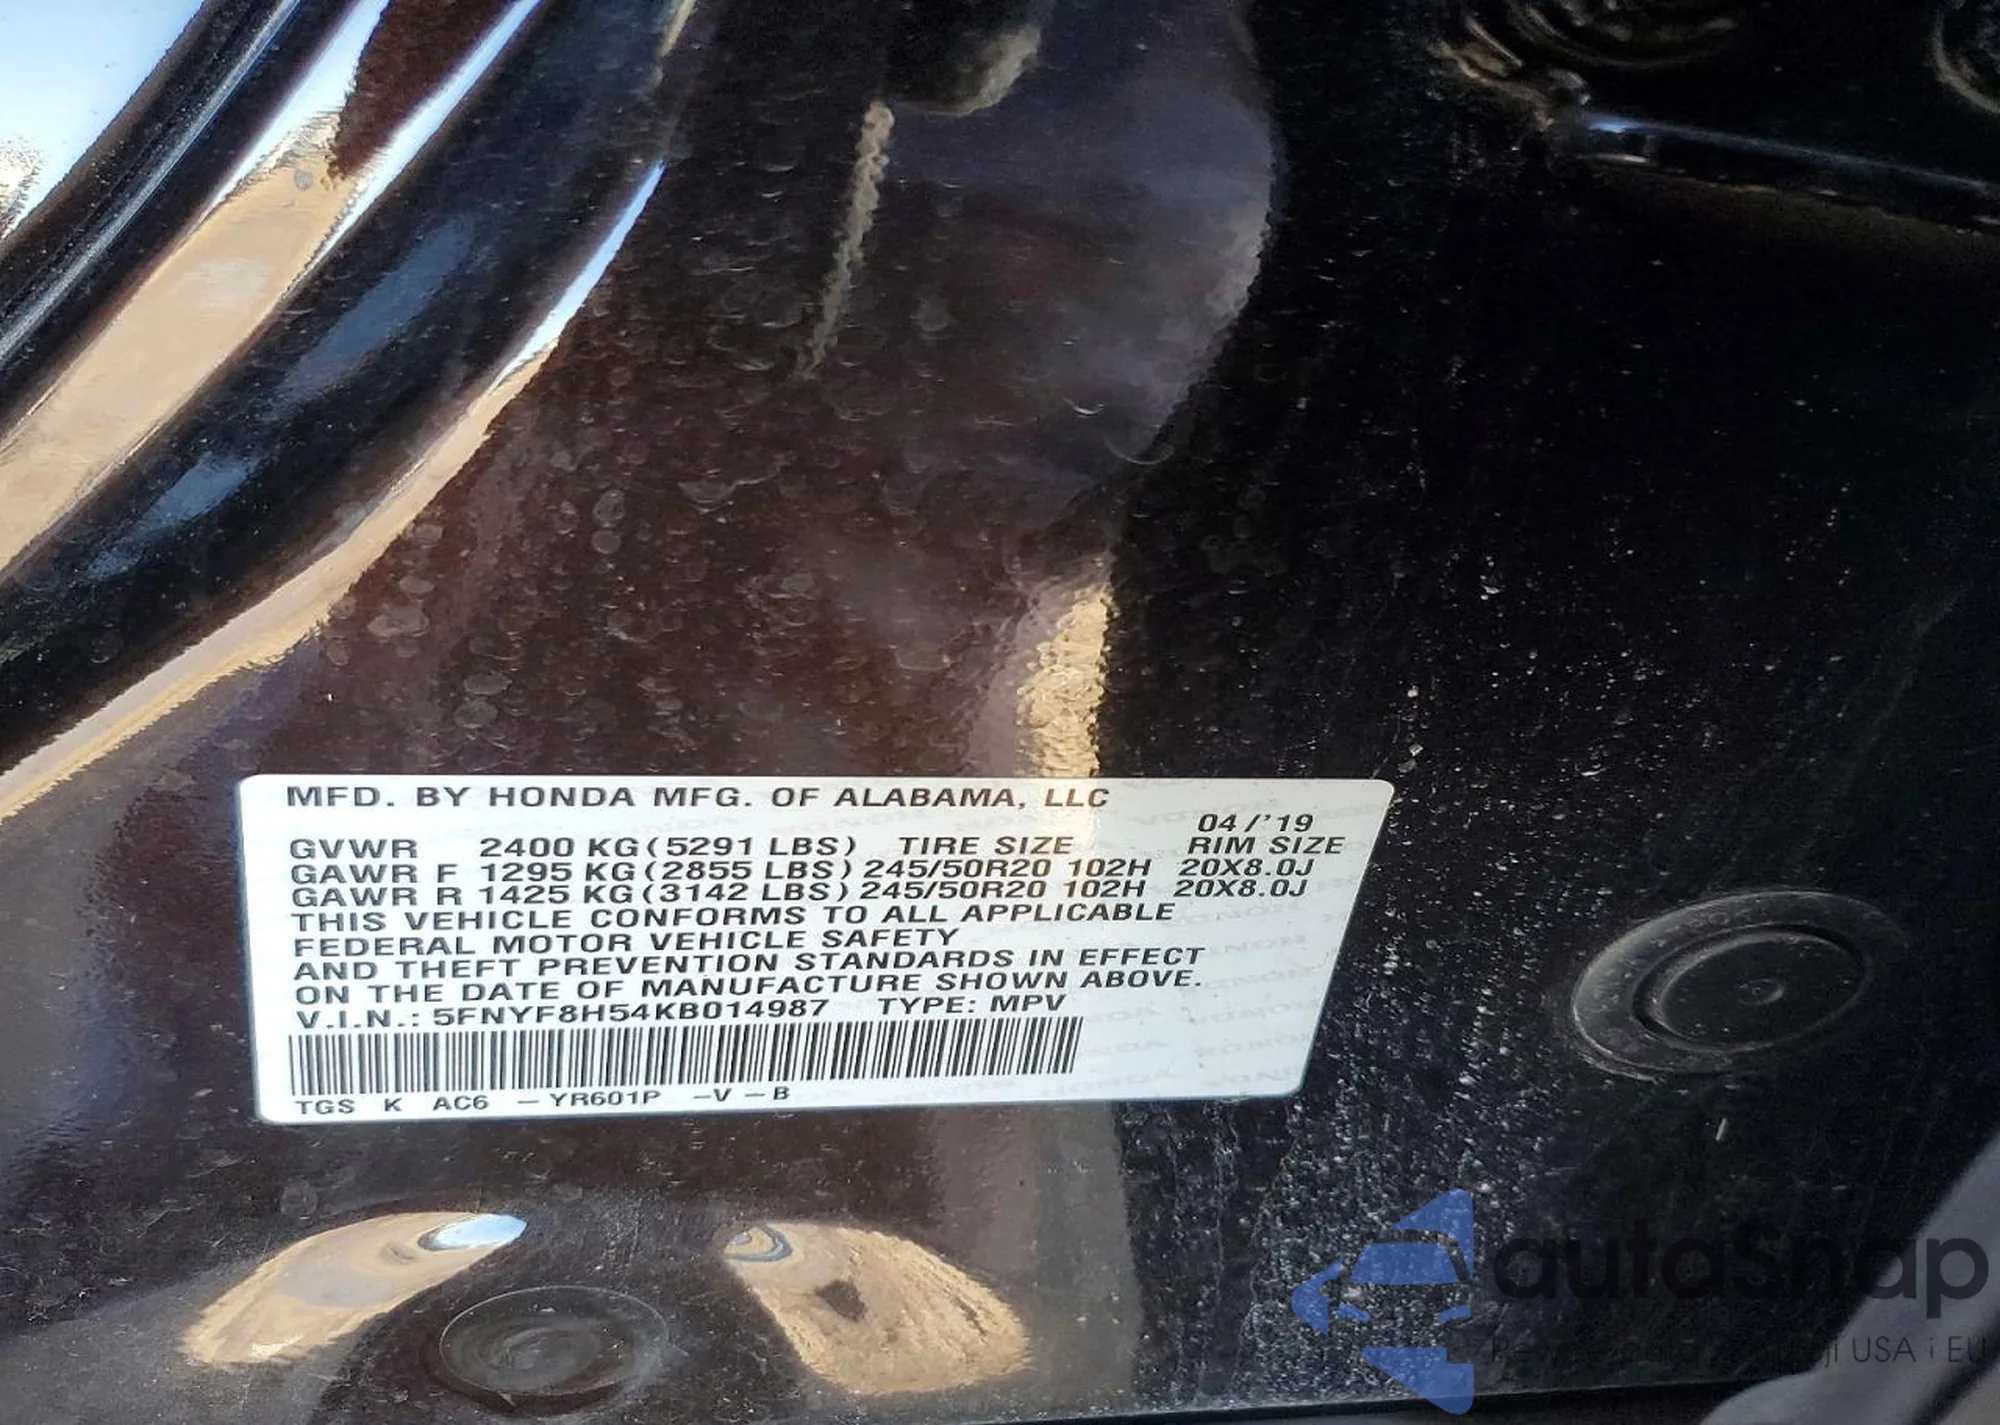 MFD. BY HONDA MFG. OF ALABAMA, LLC
04/'19
GVWR 2400 KG (5291 LBS) TIRE SIZE RIM SIZE
GAWR F 1295 KG (2855 LBS) 245/50R20 102H 20X8.0J
GAWR R 1425 KG (3142 LBS) 245/50R20 102H 20X8.0J
THIS VEHICLE CONFORMS TO ALL APPLICABLE
FEDERAL MOTOR VEHICLE SAFETY
AND THEFT PREVENTION STANDARDS IN EFFECT
ON THE DATE OF MANUFACTURE SHOWN ABOVE.
V.I.N.: 5FNYF8H54KB014987 TYPE: MPV
TGS K AC6 – YR601P –V – B
autasnap
USA i EU